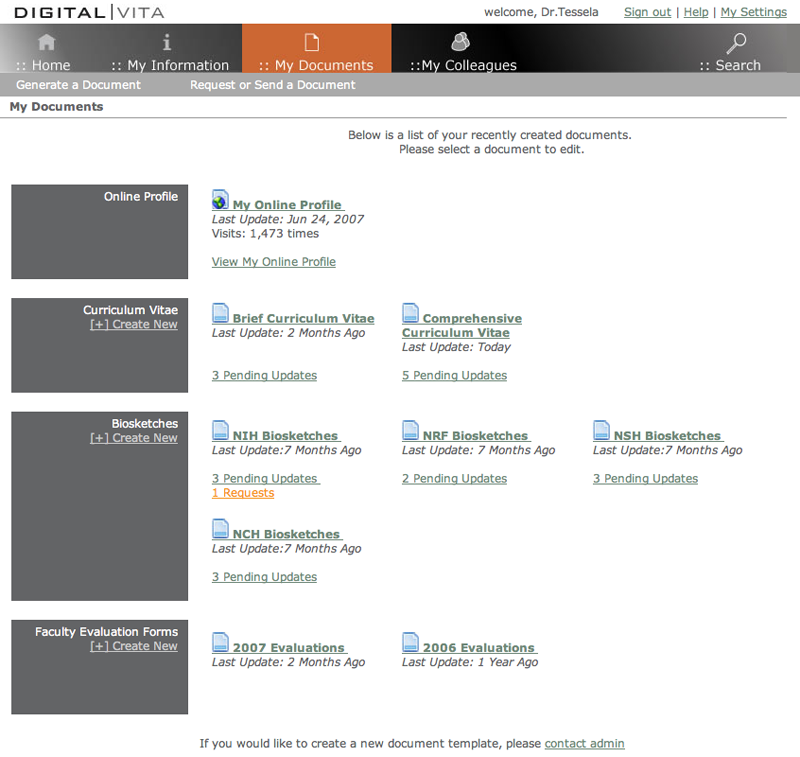 DIGITAL|VITA
welcome, Dr.Tessela Sign out | Help | My Settings
:: Home :: My Information :: My Documents ::My Colleagues :: Search
Generate a Document Request or Send a Document
My Documents
Below is a list of your recently created documents.
Please select a document to edit.
Online Profile
My Online Profile
Last Update: Jun 24, 2007
Visits: 1,473 times
View My Online Profile
Curriculum Vitae
[+] Create New
Brief Curriculum Vitae
Last Update: 2 Months Ago
3 Pending Updates
Comprehensive
Curriculum Vitae
Last Update: Today
5 Pending Updates
Biosketches
[+] Create New
NIH Biosketches
Last Update:7 Months Ago
3 Pending Updates
1 Requests
NRF Biosketches
Last Update: 7 Months Ago
2 Pending Updates
NSH Biosketches
Last Update:7 Months Ago
3 Pending Updates
NCH Biosketches
Last Update:7 Months Ago
3 Pending Updates
Faculty Evaluation Forms
[+] Create New
2007 Evaluations
Last Update: 2 Months Ago
2006 Evaluations
Last Update: 1 Year Ago
If you would like to create a new document template, please contact admin